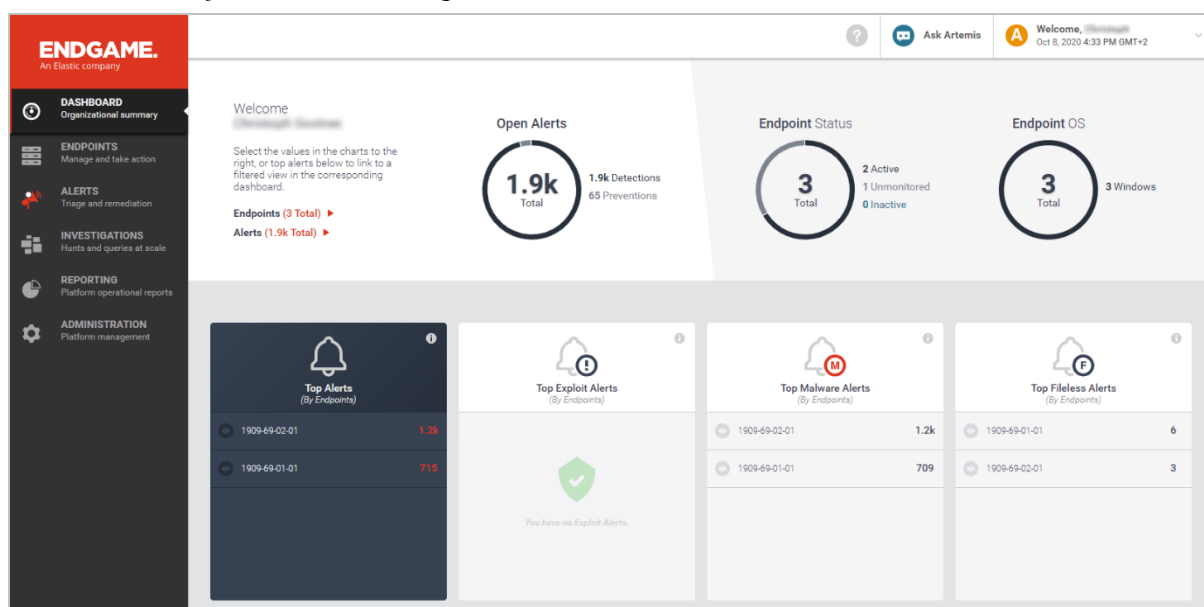 ENDGAME.
An Elastic company
Ask Artemis
A
Welcome,
Oct 8, 2020 4:33 PM GMT+2
DASHBOARD
Organizational summary
ENDPOINTS
Manage and take action
ALERTS
Triage and remediation
INVESTIGATIONS
Hunts and queries at scale
REPORTING
Platform operational reports
ADMINISTRATION
Platform management
Welcome
Select the values in the charts to the
right, or top alerts below to link to a
filtered view in the corresponding
dashboard.
Endpoints (3 Total)
Alerts (1.9k Total)
Open Alerts
1.9k
Total
1.9k Detections
65 Preventions
Endpoint Status
3
Total
2 Active
1 Unmonitored
0 Inactive
Endpoint OS
3
Total
3 Windows
Top Alerts
(By Endpoints)
1909-69-02-01 1.2k
1909-69-01-01 715
Top Exploit Alerts
(By Endpoints)
You have no Exploit Alerts.
M
Top Malware Alerts
(By Endpoints)
1909-69-02-01 1.2k
1909-69-01-01 709
F
Top Fileless Alerts
(By Endpoints)
1909-69-01-01 6
1909-69-02-01 3